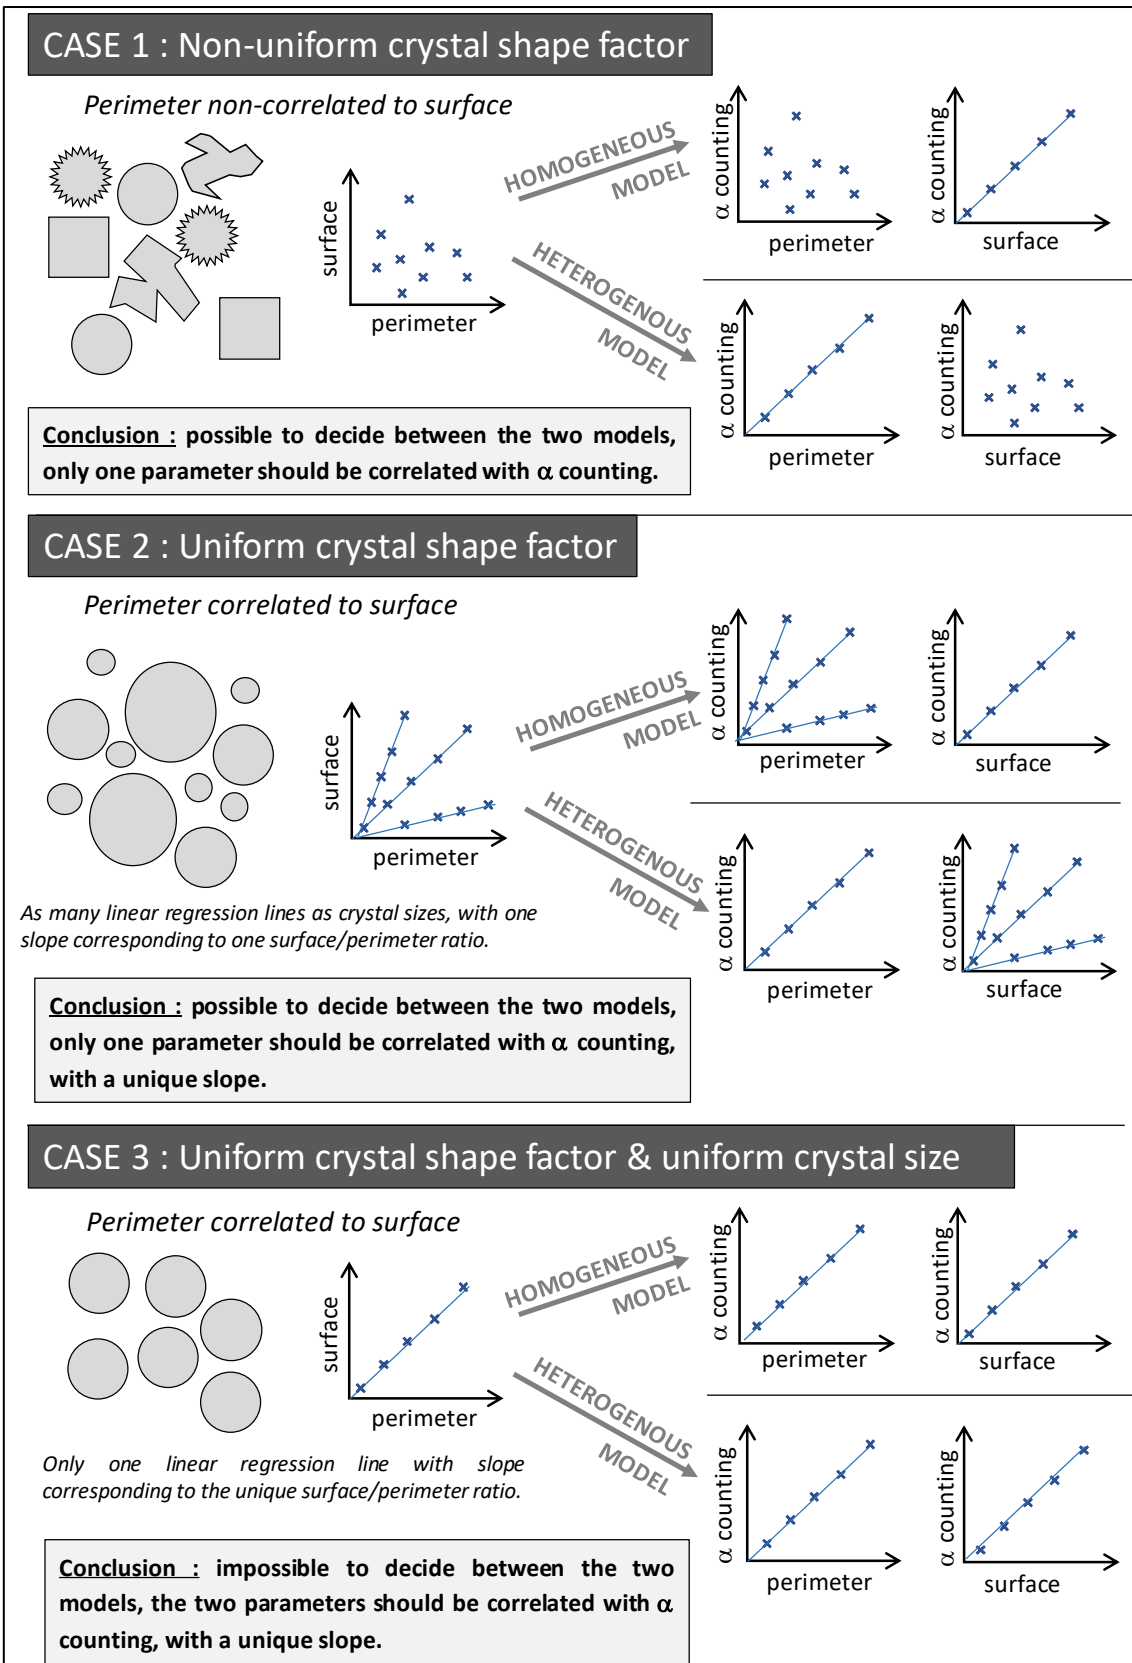 CASE 1 : Non-uniform crystal shape factor
Perimeter non-correlated to surface
surface
perimeter
HOMOGENEOUS
MODEL
HETEROGENOUS
MODEL
α counting
perimeter
α counting
surface
α counting
perimeter
α counting
surface
Conclusion : possible to decide between the two models,
only one parameter should be correlated with α counting.
CASE 2 : Uniform crystal shape factor
Perimeter correlated to surface
surface
perimeter
HOMOGENEOUS
MODEL
HETEROGENOUS
MODEL
α counting
perimeter
α counting
surface
α counting
perimeter
α counting
surface
As many linear regression lines as crystal sizes, with one
slope corresponding to one surface/perimeter ratio.
Conclusion : possible to decide between the two models,
only one parameter should be correlated with α counting,
with a unique slope.
CASE 3 : Uniform crystal shape factor & uniform crystal size
Perimeter correlated to surface
surface
perimeter
HOMOGENEOUS
MODEL
HETEROGENOUS
MODEL
α counting
perimeter
α counting
surface
α counting
perimeter
α counting
surface
Only one linear regression line with slope
corresponding to the unique surface/perimeter ratio.
Conclusion : impossible to decide between the two
models, the two parameters should be correlated with α
counting, with a unique slope.